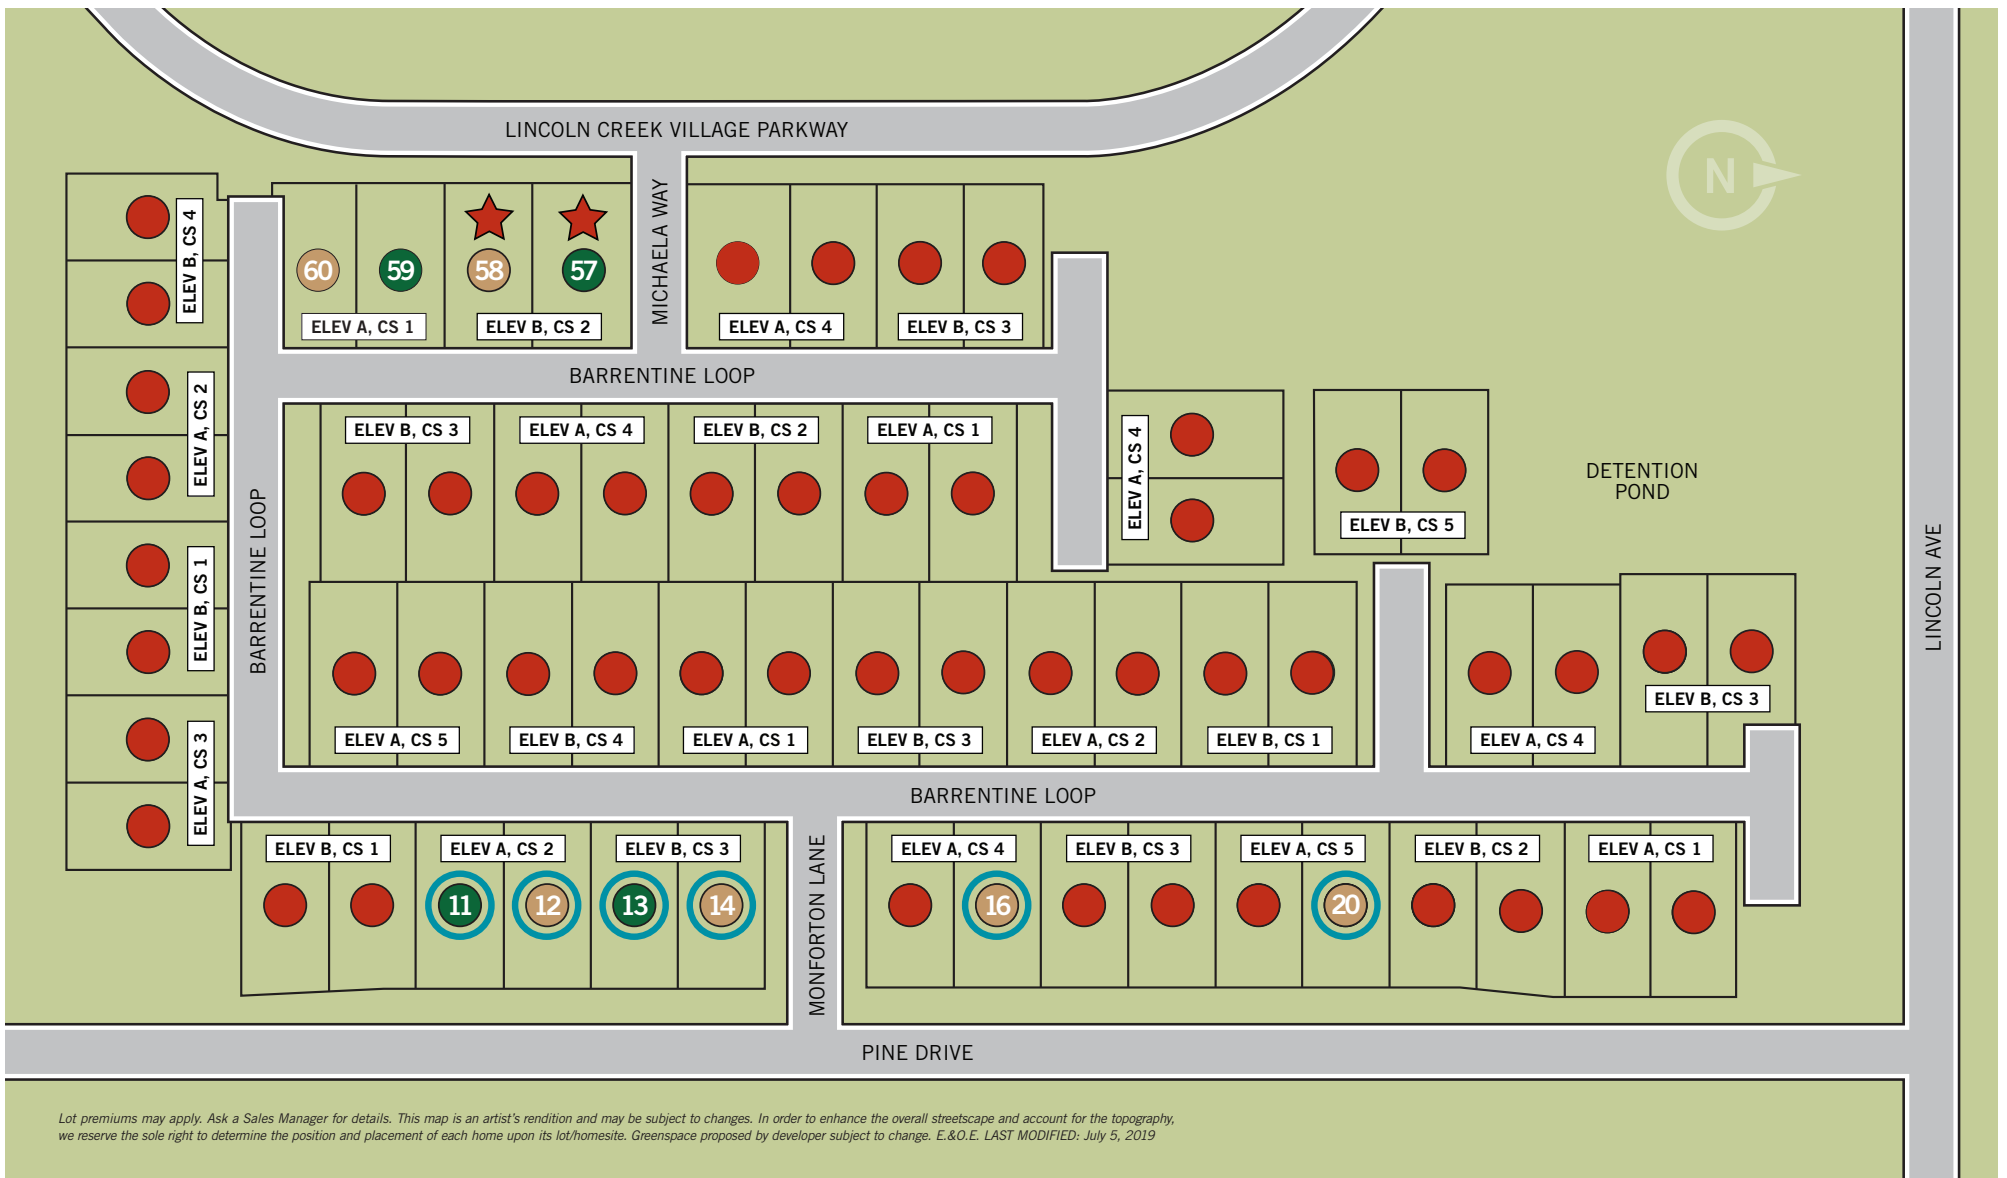 LINCOLN CREEK VILLAGE PARKWAY
N
MICHAELA WAY
ELEV B, CS 4
60
59
58
57
ELEV A, CS 1
ELEV B, CS 2
ELEV A, CS 4
ELEV B, CS 3
BARRENTINE LOOP
ELEV A, CS 2
ELEV B, CS 3
ELEV A, CS 4
ELEV B, CS 2
ELEV A, CS 1
ELEV A, CS 4
ELEV B, CS 5
DETENTION
POND
LINCOLN AVE
BARRENTINE LOOP
ELEV B, CS 1
ELEV A, CS 5
ELEV B, CS 4
ELEV A, CS 1
ELEV B, CS 3
ELEV A, CS 2
ELEV B, CS 1
ELEV A, CS 4
ELEV B, CS 3
ELEV A, CS 3
BARRENTINE LOOP
ELEV B, CS 1
ELEV A, CS 2
ELEV B, CS 3
MONFORTON LANE
ELEV A, CS 4
ELEV B, CS 3
ELEV A, CS 5
ELEV B, CS 2
ELEV A, CS 1
11
12
13
14
16
20
PINE DRIVE
Lot premiums may apply. Ask a Sales Manager for details. This map is an artist's rendition and may be subject to changes. In order to enhance the overall streetscape and account for the topography,
we reserve the sole right to determine the position and placement of each home upon its lot/homesite. Greenspace proposed by developer subject to change. E.&O.E. LAST MODIFIED: July 5, 2019